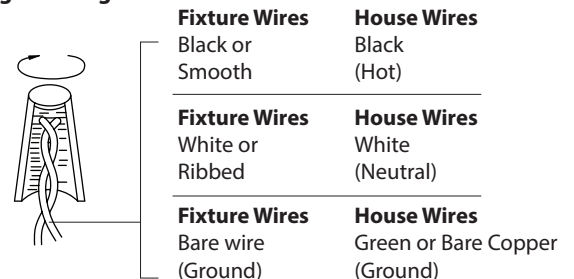 Fixture Wires House Wires
Black or Black
Smooth (Hot)
Fixture Wires House Wires
White or White
Ribbed (Neutral)
Fixture Wires House Wires
Bare wire Green or Bare Copper
(Ground) (Ground)